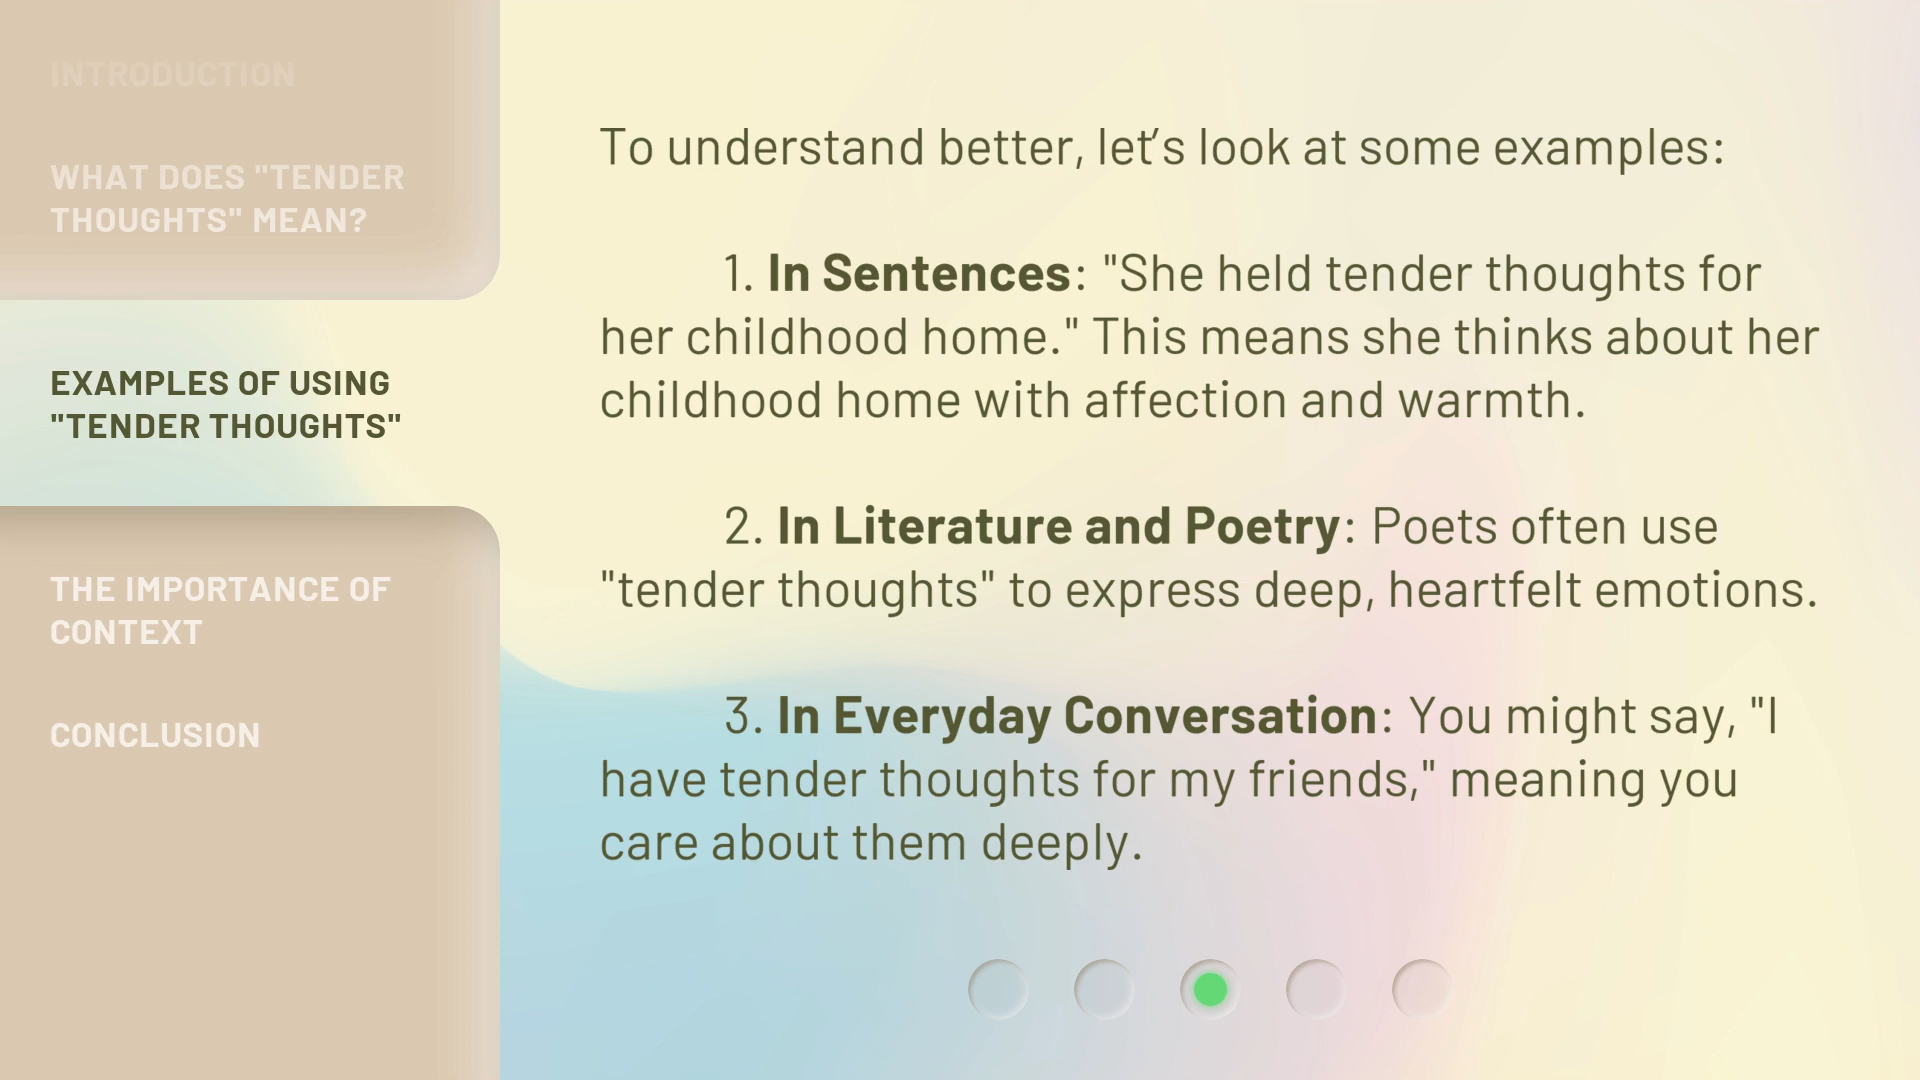 INTRODUCTION
WHAT DOES "TENDER
THOUGHTS" MEAN?
EXAMPLES OF USING
"TENDER THOUGHTS"
THE IMPORTANCE OF
CONTEXT
CONCLUSION
To understand better, let’s look at some examples:
1. In Sentences: "She held tender thoughts for
her childhood home." This means she thinks about her
childhood home with affection and warmth.
2. In Literature and Poetry: Poets often use
"tender thoughts" to express deep, heartfelt emotions.
3. In Everyday Conversation: You might say, "I
have tender thoughts for my friends," meaning you
care about them deeply.